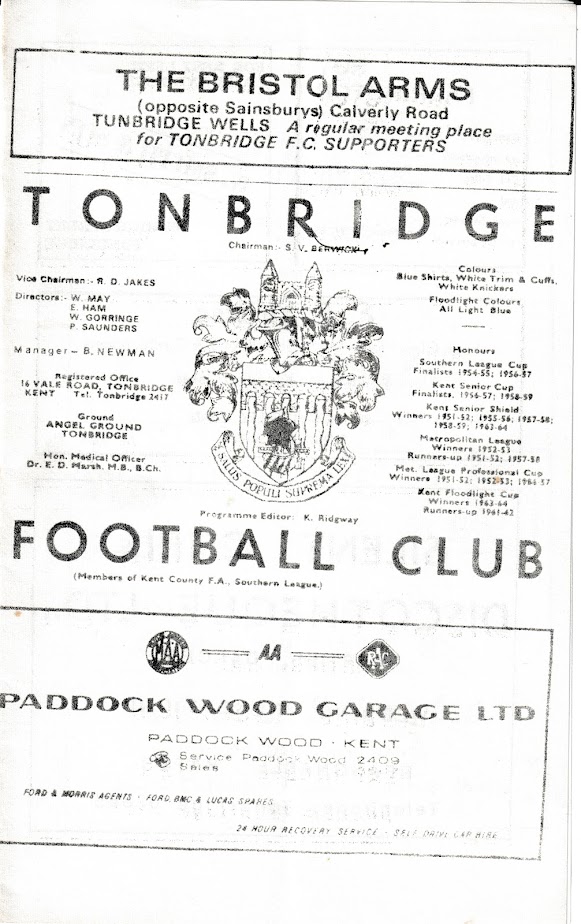 THE BRISTOL ARMS
(opposite Sainsburys) Calverly Road
TUNBRIDGE WELLS A regular meeting place
for TONBRIDGE F.C. SUPPORTERS
TONBRIDGE
Chairman:- S. V. BERWICK
Vice Chairman:- R. D. JAKES
Directors:- W. MAY
E. HAM
W. GORRINGE
P. SAUNDERS
Manager - B. NEWMAN
Registered Office
16 VALE ROAD, TONBRIDGE
KENT Tel. Tonbridge 2417
Ground
ANGEL GROUND
TONBRIDGE
Hon. Medical Officer
Dr. E. D. Marsh. M.B., B.Ch.
Colours
Blue Shirts, White Trim & Cuffs,
White Knickers
Floodlight Colours
All Light Blue
Honours
Southern League Cup
Finalists 1954-55; 1956-57
Kent Senior Cup
Finalists. 1956-57; 1958-59
Kent Senior Shield
Winners 1951-52; 1955-56; 1957-58;
1958-59; 1963-64
Metropolitan League
Winners 1952-53
Runners-up 1951-52; 1957-58
Met. League Professional Cup
Winners 1951-52; 1952-53;
Kent Floodlight Cup
Winners 1963-64
Runners-up 1961-62
SALUS POPULI SUPREMA LEX
Programme Editor: K. Ridgway
FOOTBALL CLUB
(Members of Kent County F.A., Southern League.)
MAA
AA
RAC
PADDOCK WOOD GARAGE LTD
PADDOCK WOOD · KENT
Service Paddock Wood 2409
Sales
FORD & MORRIS AGENTS · FORD, BMC & LUCAS SPARES
24 HOUR RECOVERY SERVICE · SELF DRIVE CAR HIRE